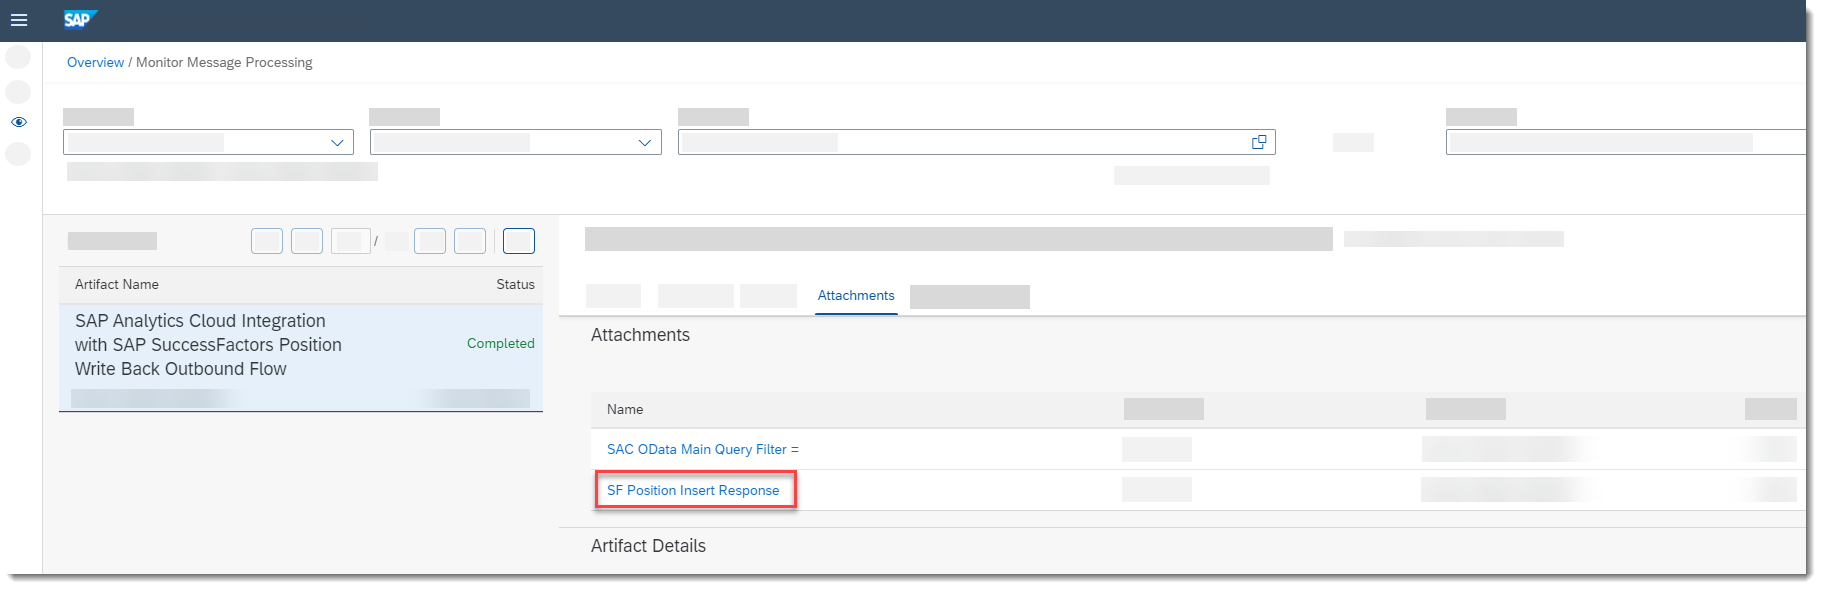 SAP
Overview / Monitor Message Processing
/
Artifact Name
Status
SAP Analytics Cloud Integration
with SAP SuccessFactors Position
Write Back Outbound Flow
Completed
Attachments
Attachments
Name
SAC OData Main Query Filter =
SF Position Insert Response
Artifact Details